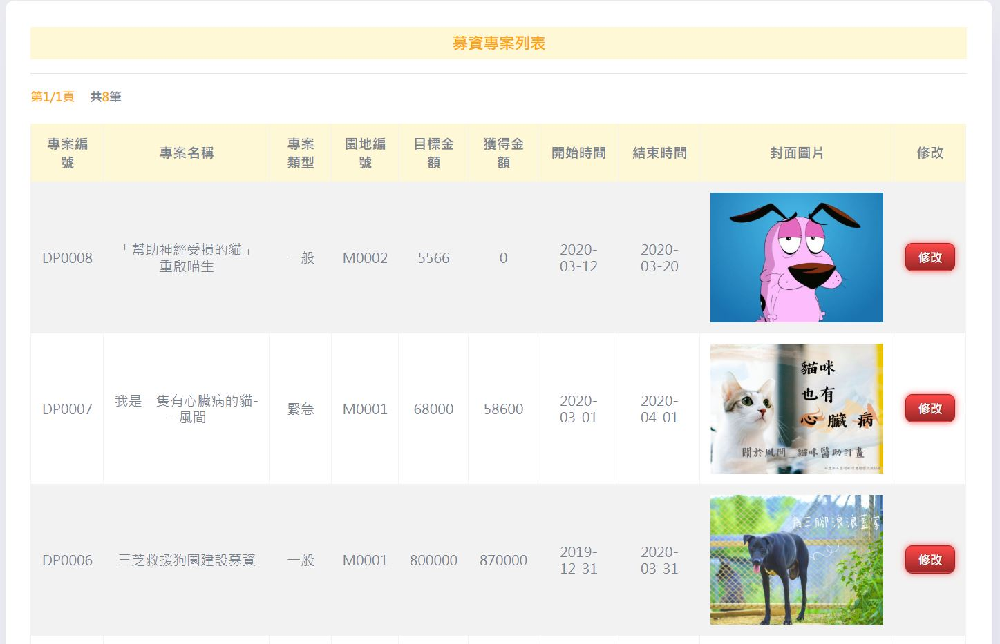 募資專案列表
第1/1頁 共8筆
專案編
號
專案名稱
專案
類型
園地編
號
目標金
額
獲得金
額
開始時間
結束時間
封面圖片
修改
DP0008
「幫助神經受損的貓」
重啟喵生
一般
M0002
5566
0
2020-
03-12
2020-
03-20
修改
DP0007
我是一隻有心臟病的貓-
--風間
緊急
M0001
68000
58600
2020-
03-01
2020-
04-01
貓咪
也有
心臟病
關於風間_貓咪醫助計畫
修改
DP0006
三芝救援狗園建設募資
一般
M0001
800000
870000
2019-
12-31
2020-
03-31
為三腳浪浪蓋家
修改